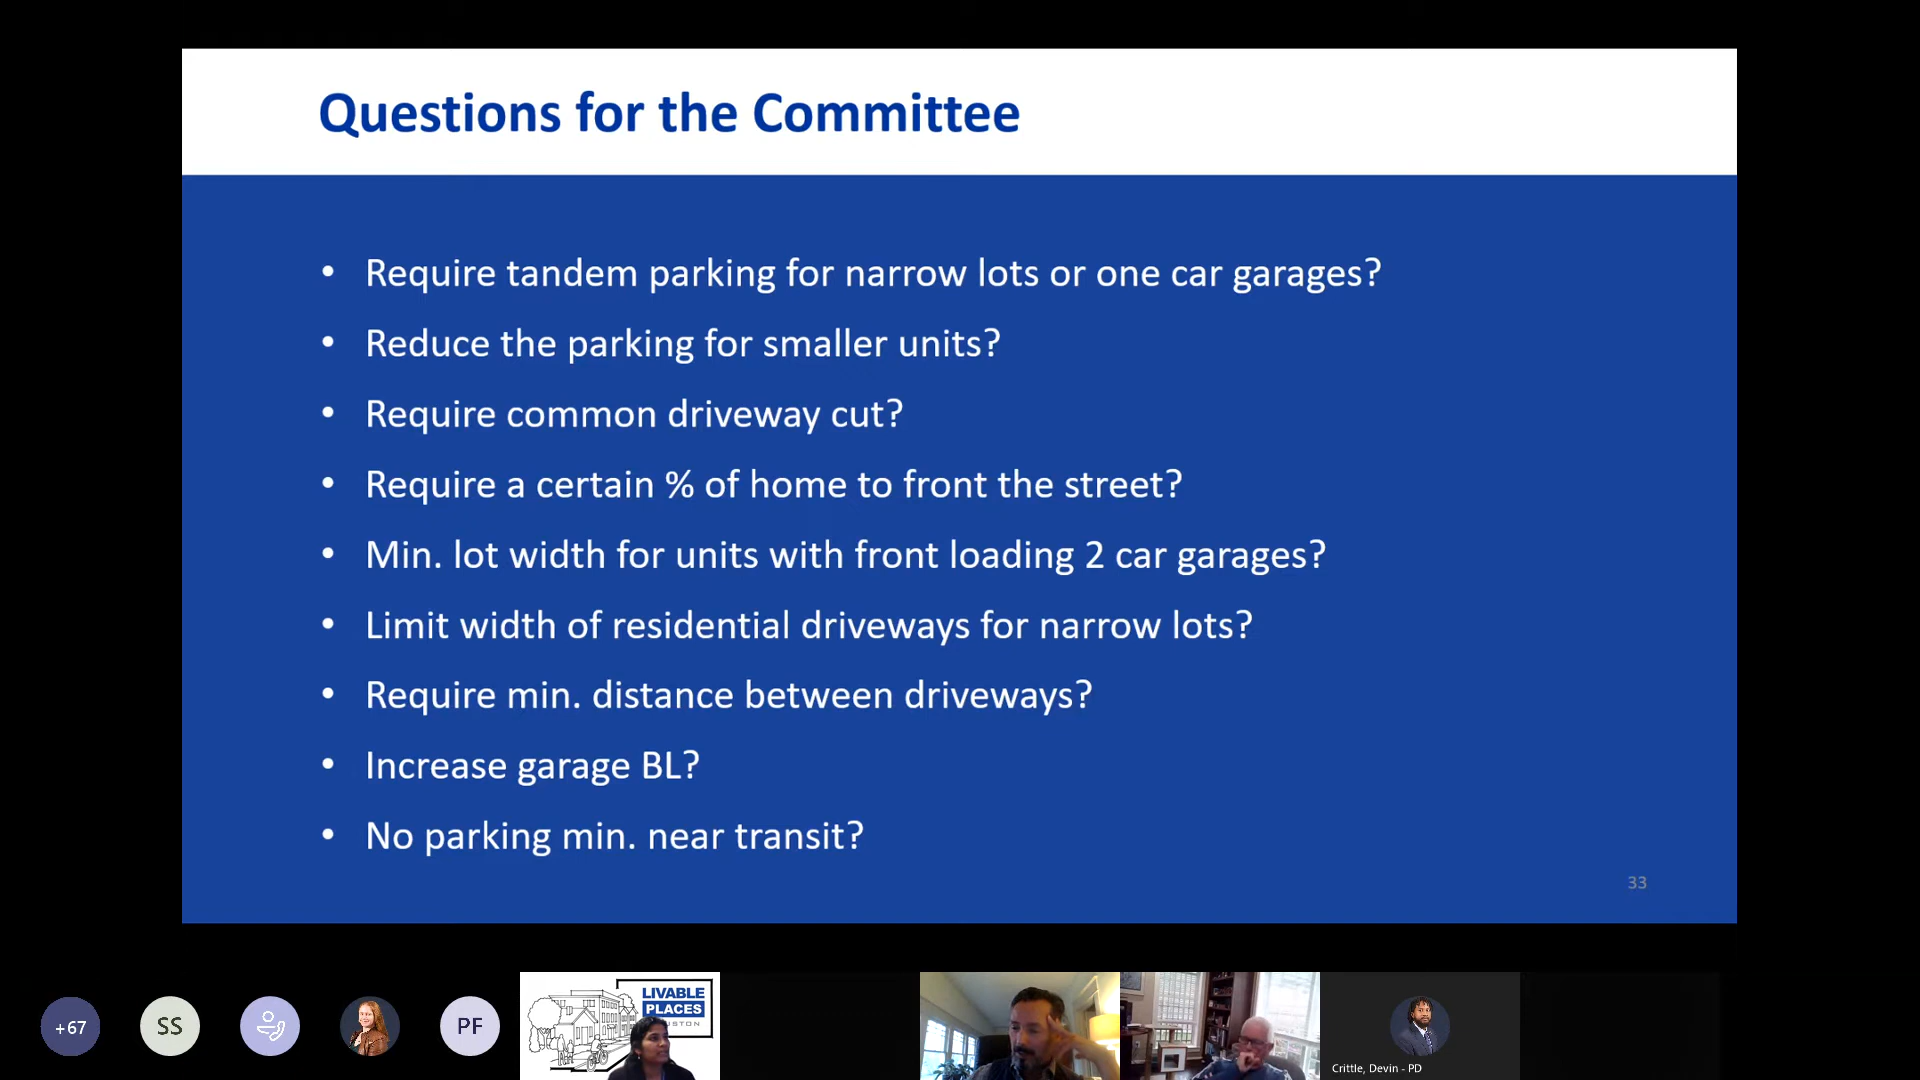 Questions for the Committee
• Require tandem parking for narrow lots or one car garages?
• Reduce the parking for smaller units?
• Require common driveway cut?
• Require a certain % of home to front the street?
• Min. lot width for units with front loading 2 car garages?
• Limit width of residential driveways for narrow lots?
• Require min. distance between driveways?
• Increase garage BL?
• No parking min. near transit?
33
+67
SS
PF
LIVABLE
PLACES
Crittle, Devin - PD